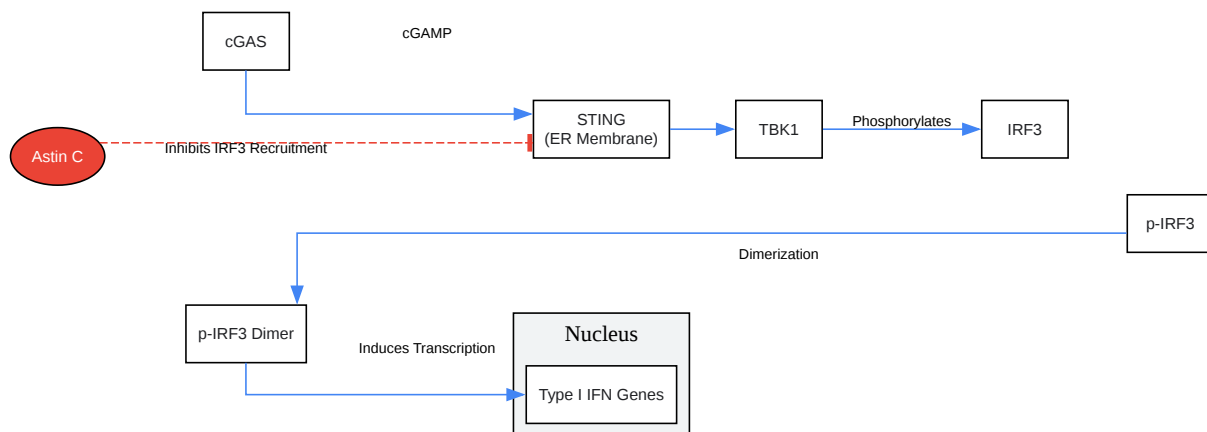 cGAS
cGAMP
STING
(ER Membrane)
TBK1
Phosphorylates
IRF3
Astin C
Inhibits IRF3 Recruitment
p-IRF3
Dimerization
p-IRF3 Dimer
Induces Transcription
Nucleus
Type I IFN Genes